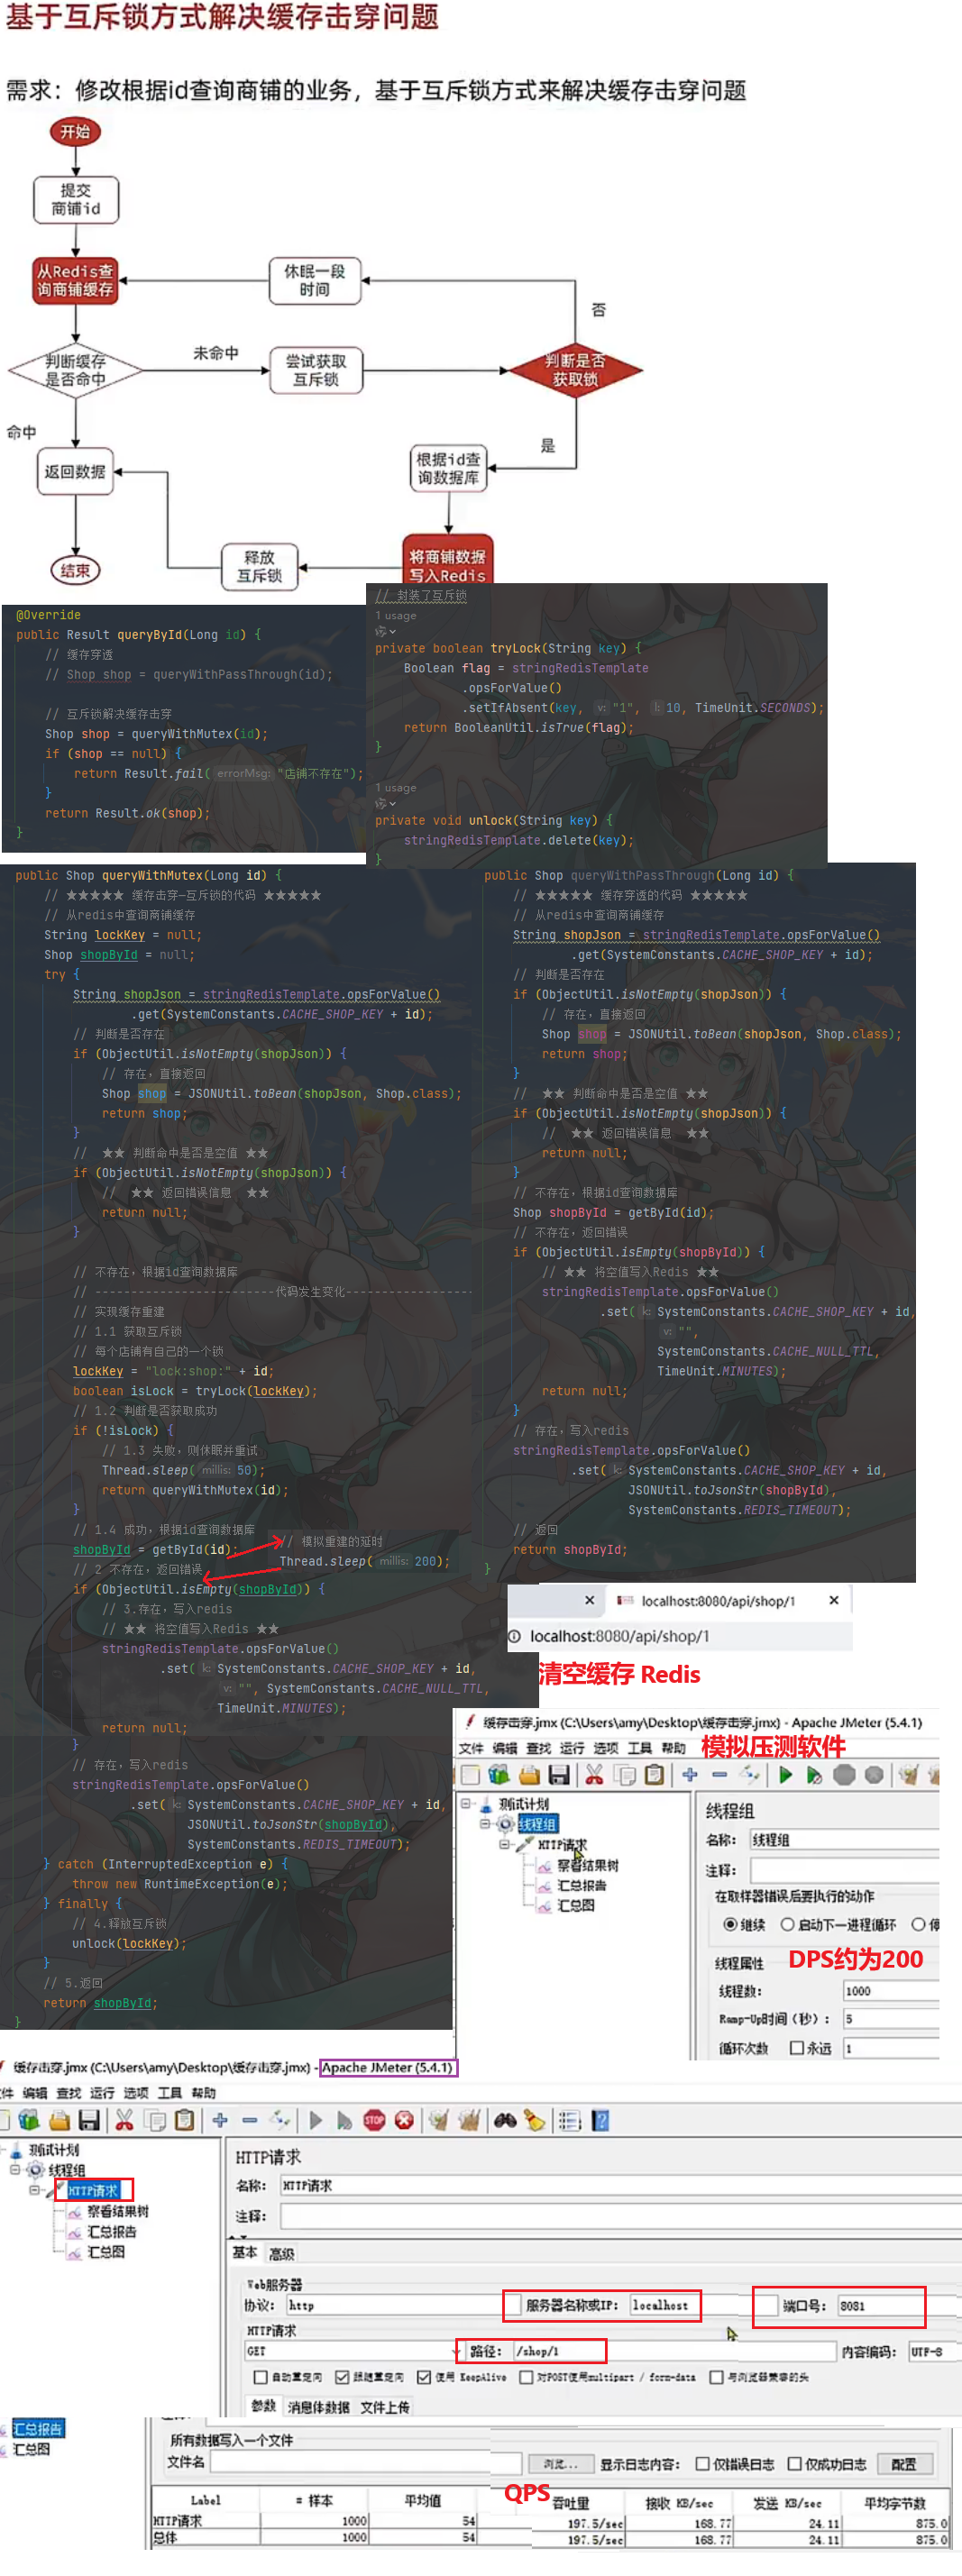 基于互斥锁方式解决缓存击穿问题
需求：修改根据id查询商铺的业务，基于互斥锁方式来解决缓存击穿问题
开始
提交
商铺id
从Redis查
询商铺缓存
休眠一段
时间
否
判断缓存
是否命中
未命中
尝试获取
互斥锁
判断是否
获取锁
命中
是
返回数据
根据id查
询数据库
结束
释放
互斥锁
将商铺数据
写入Redis
@Override
public Result queryById(Long id) {
// 缓存穿透
// Shop shop = queryWithPassThrough(id);
// 互斥锁解决缓存击穿
Shop shop = queryWithMutex(id);
if (shop == null) {
return Result.fail( errorMsg: "店铺不存在");
}
return Result.ok(shop);
}
// 封装了互斥锁
1 usage
private boolean tryLock(String key) {
Boolean flag = stringRedisTemplate
.opsForValue()
.setIfAbsent(key, v: "1", l: 10, TimeUnit.SECONDS);
return BooleanUtil.isTrue(flag);
}
1 usage
private void unlock(String key) {
stringRedisTemplate.delete(key);
}
public Shop queryWithMutex(Long id) {
// ★★★★★ 缓存击穿—互斥锁的代码 ★★★★★
// 从redis中查询商铺缓存
String lockKey = null;
Shop shopById = null;
try {
String shopJson = stringRedisTemplate.opsForValue()
.get(SystemConstants.CACHE_SHOP_KEY + id);
// 判断是否存在
if (ObjectUtil.isNotEmpty(shopJson)) {
// 存在，直接返回
Shop shop = JSONUtil.toBean(shopJson, Shop.class);
return shop;
}
// ★★ 判断命中是否是空值 ★★
if (ObjectUtil.isNotEmpty(shopJson)) {
// ★★ 返回错误信息 ★★
return null;
}
// 不存在，根据id查询数据库
// -------------------------代码发生变化------------------
// 实现缓存重建
// 1.1 获取互斥锁
// 每个店铺有自己的一个锁
lockKey = "lock:shop:" + id;
boolean isLock = tryLock(lockKey);
// 1.2 判断是否获取成功
if (!isLock) {
// 1.3 失败，则休眠并重试
Thread.sleep( millis: 50);
return queryWithMutex(id);
}
// 1.4 成功，根据id查询数据库
shopById = getById(id);
// 模拟重建的延时
Thread.sleep( millis: 200);
// 2 不存在，返回错误
if (ObjectUtil.isEmpty(shopById)) {
// 3.存在，写入redis
// ★★ 将空值写入Redis ★★
stringRedisTemplate.opsForValue()
.set( k: SystemConstants.CACHE_SHOP_KEY + id,
v: "", SystemConstants.CACHE_NULL_TTL,
TimeUnit.MINUTES);
return null;
}
// 存在，写入redis
stringRedisTemplate.opsForValue()
.set( k: SystemConstants.CACHE_SHOP_KEY + id,
JSONUtil.toJsonStr(shopById),
SystemConstants.REDIS_TIMEOUT);
} catch (InterruptedException e) {
throw new RuntimeException(e);
} finally {
// 4.释放互斥锁
unlock(lockKey);
}
// 5.返回
return shopById;
}
public Shop queryWithPassThrough(Long id) {
// ★★★★★ 缓存穿透的代码 ★★★★★
// 从redis中查询商铺缓存
String shopJson = stringRedisTemplate.opsForValue()
.get(SystemConstants.CACHE_SHOP_KEY + id);
// 判断是否存在
if (ObjectUtil.isNotEmpty(shopJson)) {
// 存在，直接返回
Shop shop = JSONUtil.toBean(shopJson, Shop.class);
return shop;
}
// ★★ 判断命中是否是空值 ★★
if (ObjectUtil.isNotEmpty(shopJson)) {
// ★★ 返回错误信息 ★★
return null;
}
// 不存在，根据id查询数据库
Shop shopById = getById(id);
// 不存在，返回错误
if (ObjectUtil.isEmpty(shopById)) {
// ★★ 将空值写入Redis ★★
stringRedisTemplate.opsForValue()
.set( k: SystemConstants.CACHE_SHOP_KEY + id,
v: "",
SystemConstants.CACHE_NULL_TTL,
TimeUnit.MINUTES);
return null;
}
// 存在，写入redis
stringRedisTemplate.opsForValue()
.set( k: SystemConstants.CACHE_SHOP_KEY + id,
JSONUtil.toJsonStr(shopById),
SystemConstants.REDIS_TIMEOUT);
// 返回
return shopById;
}
localhost:8080/api/shop/1
localhost:8080/api/shop/1
清空缓存 Redis
缓存击穿.jmx (C:\Users\amy\Desktop\缓存击穿.jmx) - Apache JMeter (5.4.1)
文件 编辑 查找 运行 选项 工具 帮助
模拟压测软件
测试计划
线程组
HTTP请求
察看结果树
汇总报告
汇总图
线程组
名称： 线程组
注释：
在取样器错误后要执行的动作
继续 启动下一进程循环
线程属性
DPS约为200
线程数： 1000
Ramp-Up时间（秒）： 5
循环次数 永远 1
缓存击穿.jmx (C:\Users\amy\Desktop\缓存击穿.jmx) - Apache JMeter (5.4.1)
件 编辑 查找 运行 选项 工具 帮助
STOP
测试计划
线程组
HTTP请求
察看结果树
汇总报告
汇总图
HTTP请求
名称： HTTP请求
注释：
基本 高级
Web服务器
协议： http 服务器名称或IP： localhost 端口号： 8081
HTTP请求
GET 路径： /shop/1 内容编码： UTF-8
自动重定向 跟随重定向 使用 KeepAlive 对POST使用multipart / form-data 与浏览器兼容的头
参数 消息体数据 文件上传
汇总报告
汇总图
所有数据写入一个文件
文件名 浏览... 显示日志内容： 仅错误日志 仅成功日志 配置
QPS
Label # 样本 平均值 吞吐量 接收 KB/sec 发送 KB/sec 平均字节数
HTTP请求 1000 54 197.5/sec 168.77 24.11 875.0
总体 1000 54 197.5/sec 168.77 24.11 875.0